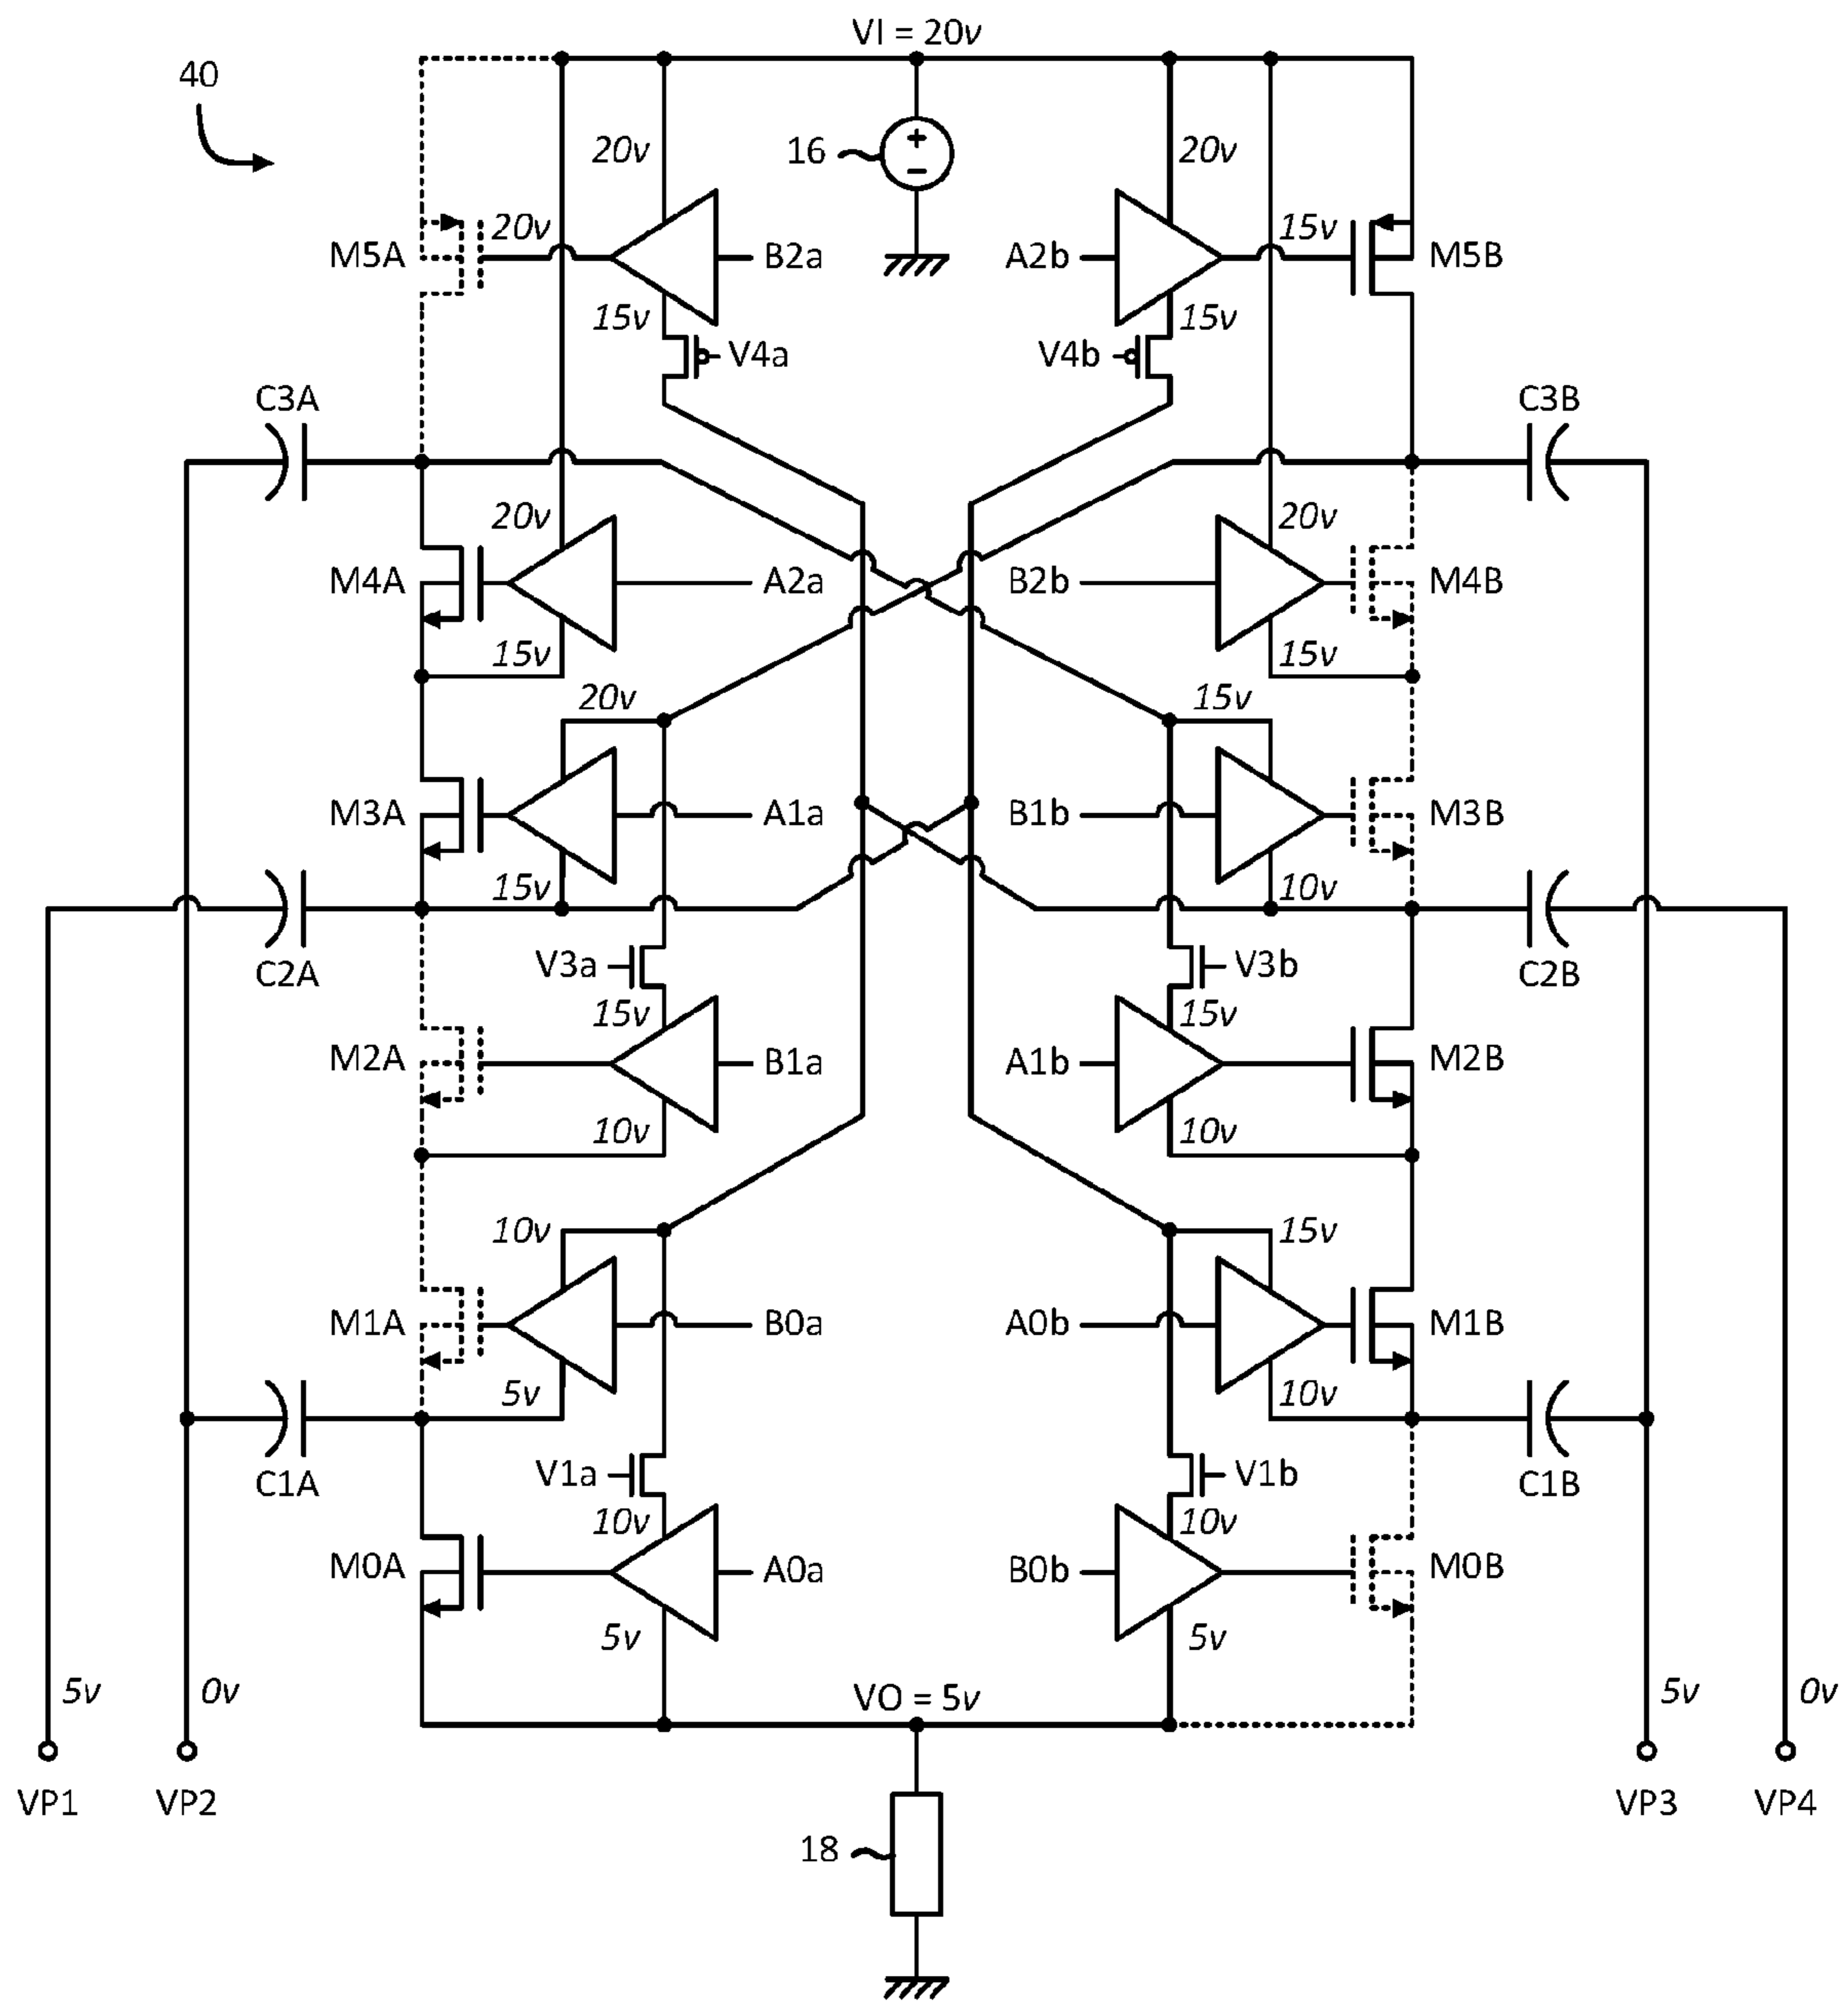 VI = 20v
40
20v
16
20v
M5A
20v
B2a
A2b
15v
M5B
15v
15v
V4a
V4b
C3A
C3B
20v
20v
M4A
A2a
B2b
M4B
15v
15v
20v
15v
M3A
A1a
B1b
M3B
15v
10v
C2A
V3a
V3b
C2B
15v
15v
M2A
B1a
A1b
M2B
10v
10v
10v
15v
M1A
B0a
A0b
M1B
5v
10v
C1A
V1a
V1b
C1B
10v
10v
M0A
A0a
B0b
M0B
5v
5v
5v
0v
VO = 5v
5v
0v
VP1
VP2
VP3
VP4
18